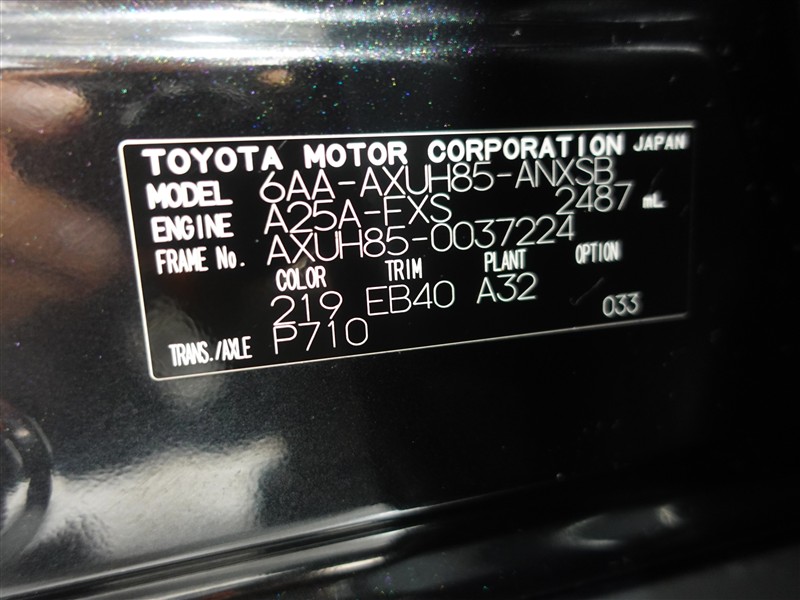 TOYOTA MOTOR CORPORATION JAPAN
MODEL 6AA-AXUH85-ANXSB
ENGINE A25A-FXS 2487 mL
FRAME No. AXUH85-0037224
COLOR TRIM PLANT OPTION
219 EB40 A32
033
TRANS./AXLE P710